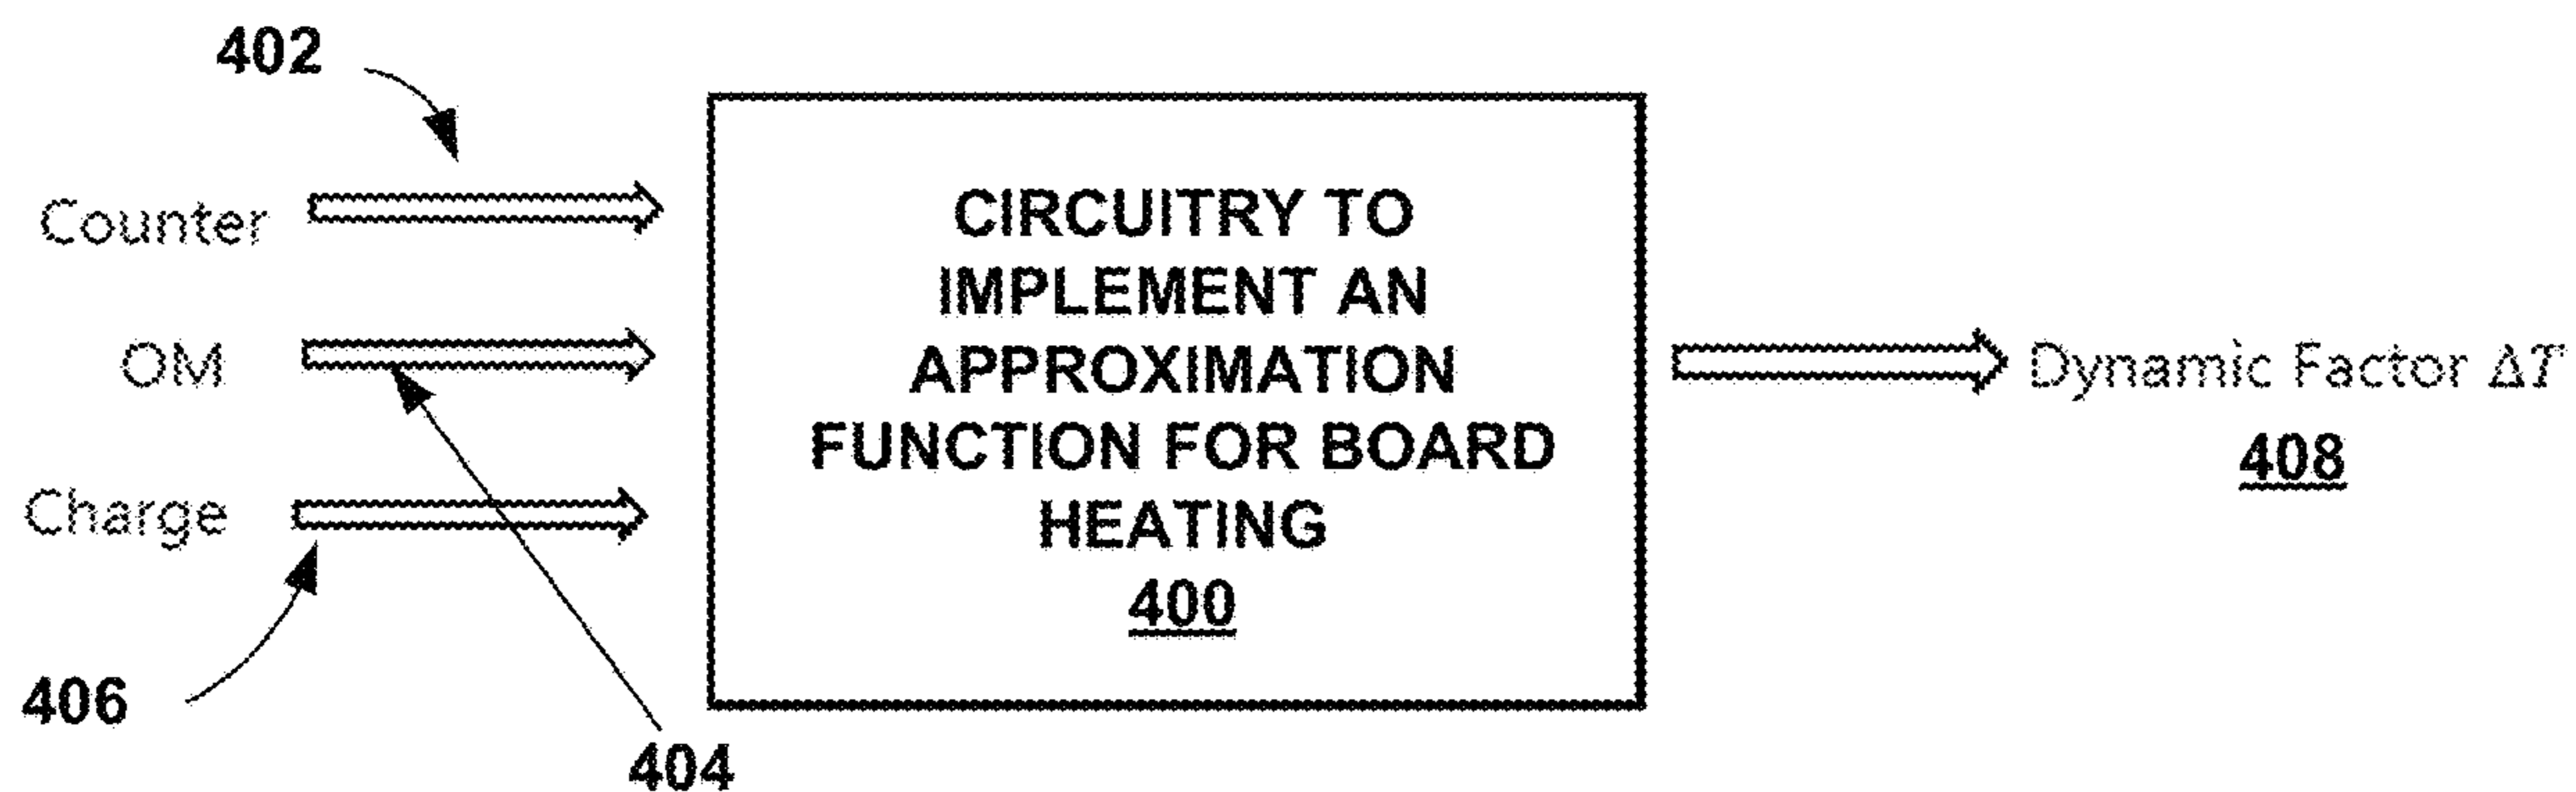 402
Counter
OM
Charge
406
404
CIRCUITRY TO
IMPLEMENT AN
APPROXIMATION
FUNCTION FOR BOARD
HEATING
400
Dynamic Factor ΔT
408